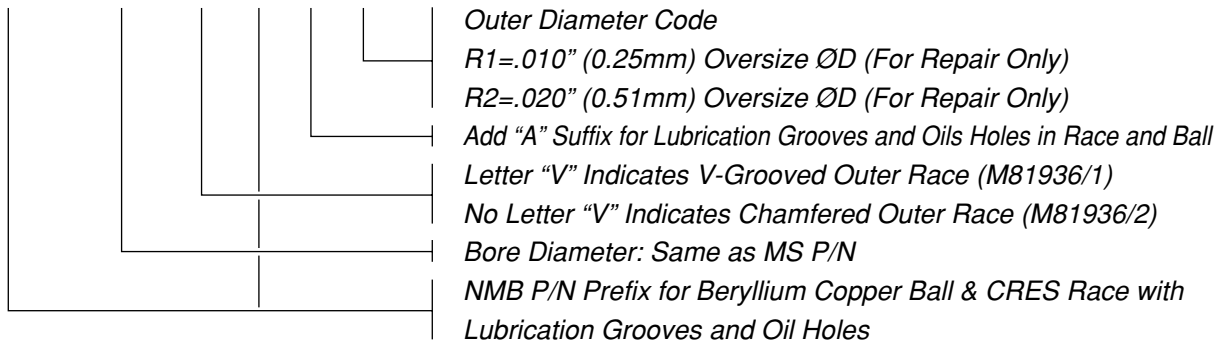 Outer Diameter Code
R1=.010” (0.25mm) Oversize ØD (For Repair Only)
R2=.020” (0.51mm) Oversize ØD (For Repair Only)
Add “A” Suffix for Lubrication Grooves and Oils Holes in Race and Ball
Letter “V” Indicates V-Grooved Outer Race (M81936/1)
No Letter “V” Indicates Chamfered Outer Race (M81936/2)
Bore Diameter: Same as MS P/N
NMB P/N Prefix for Beryllium Copper Ball & CRES Race with
Lubrication Grooves and Oil Holes